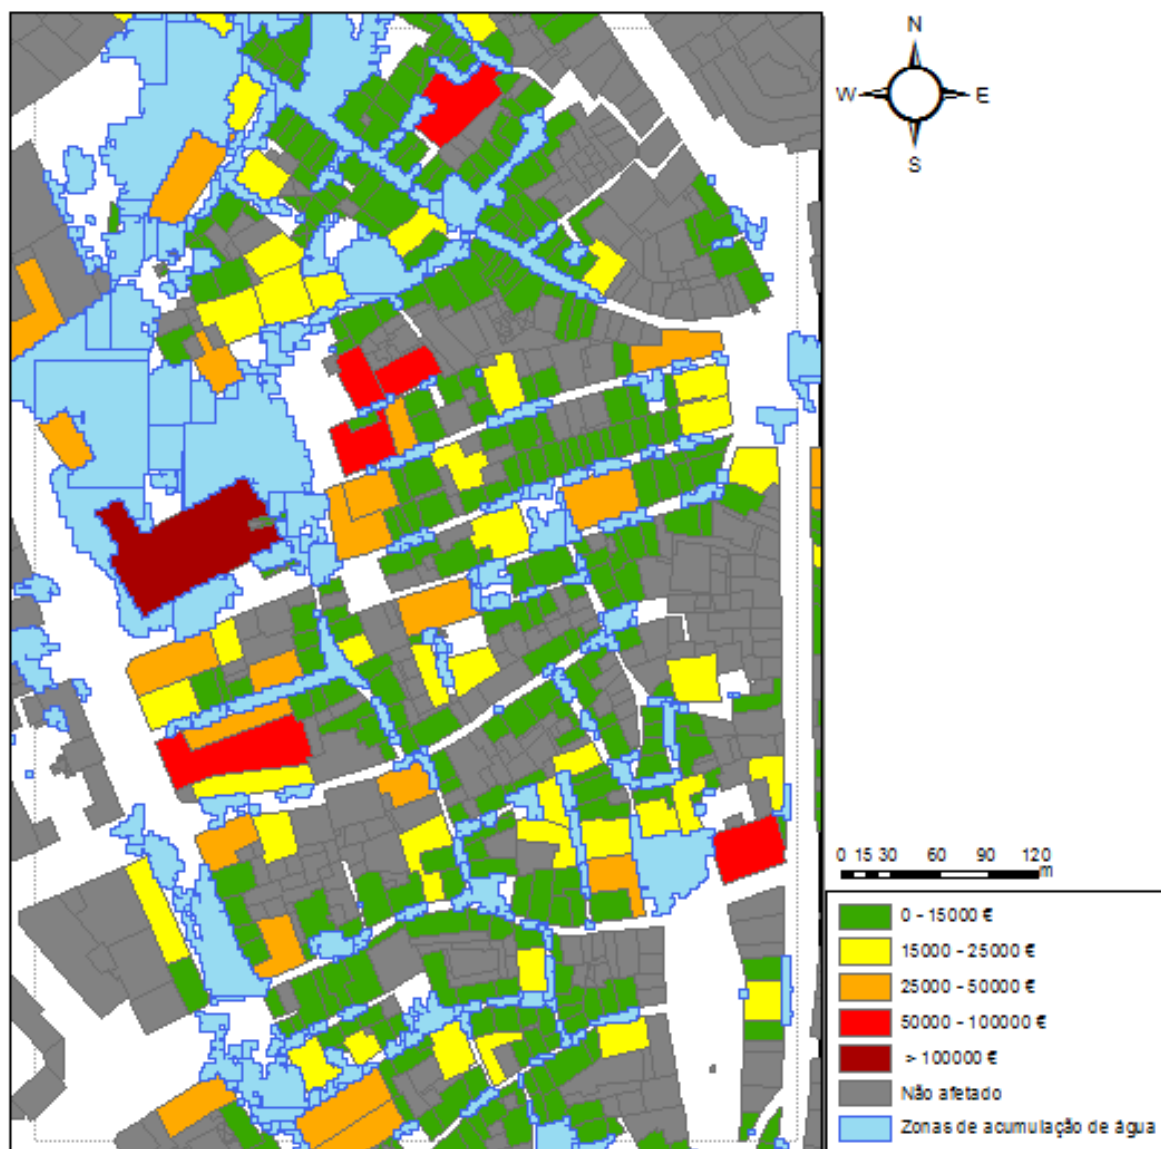 N
W E
S
0 15 30 60 90 120
m
0 - 15000 €
15000 - 25000 €
25000 - 50000 €
50000 - 100000 €
> 100000 €
Não afetado
Zonas de acumulação de água